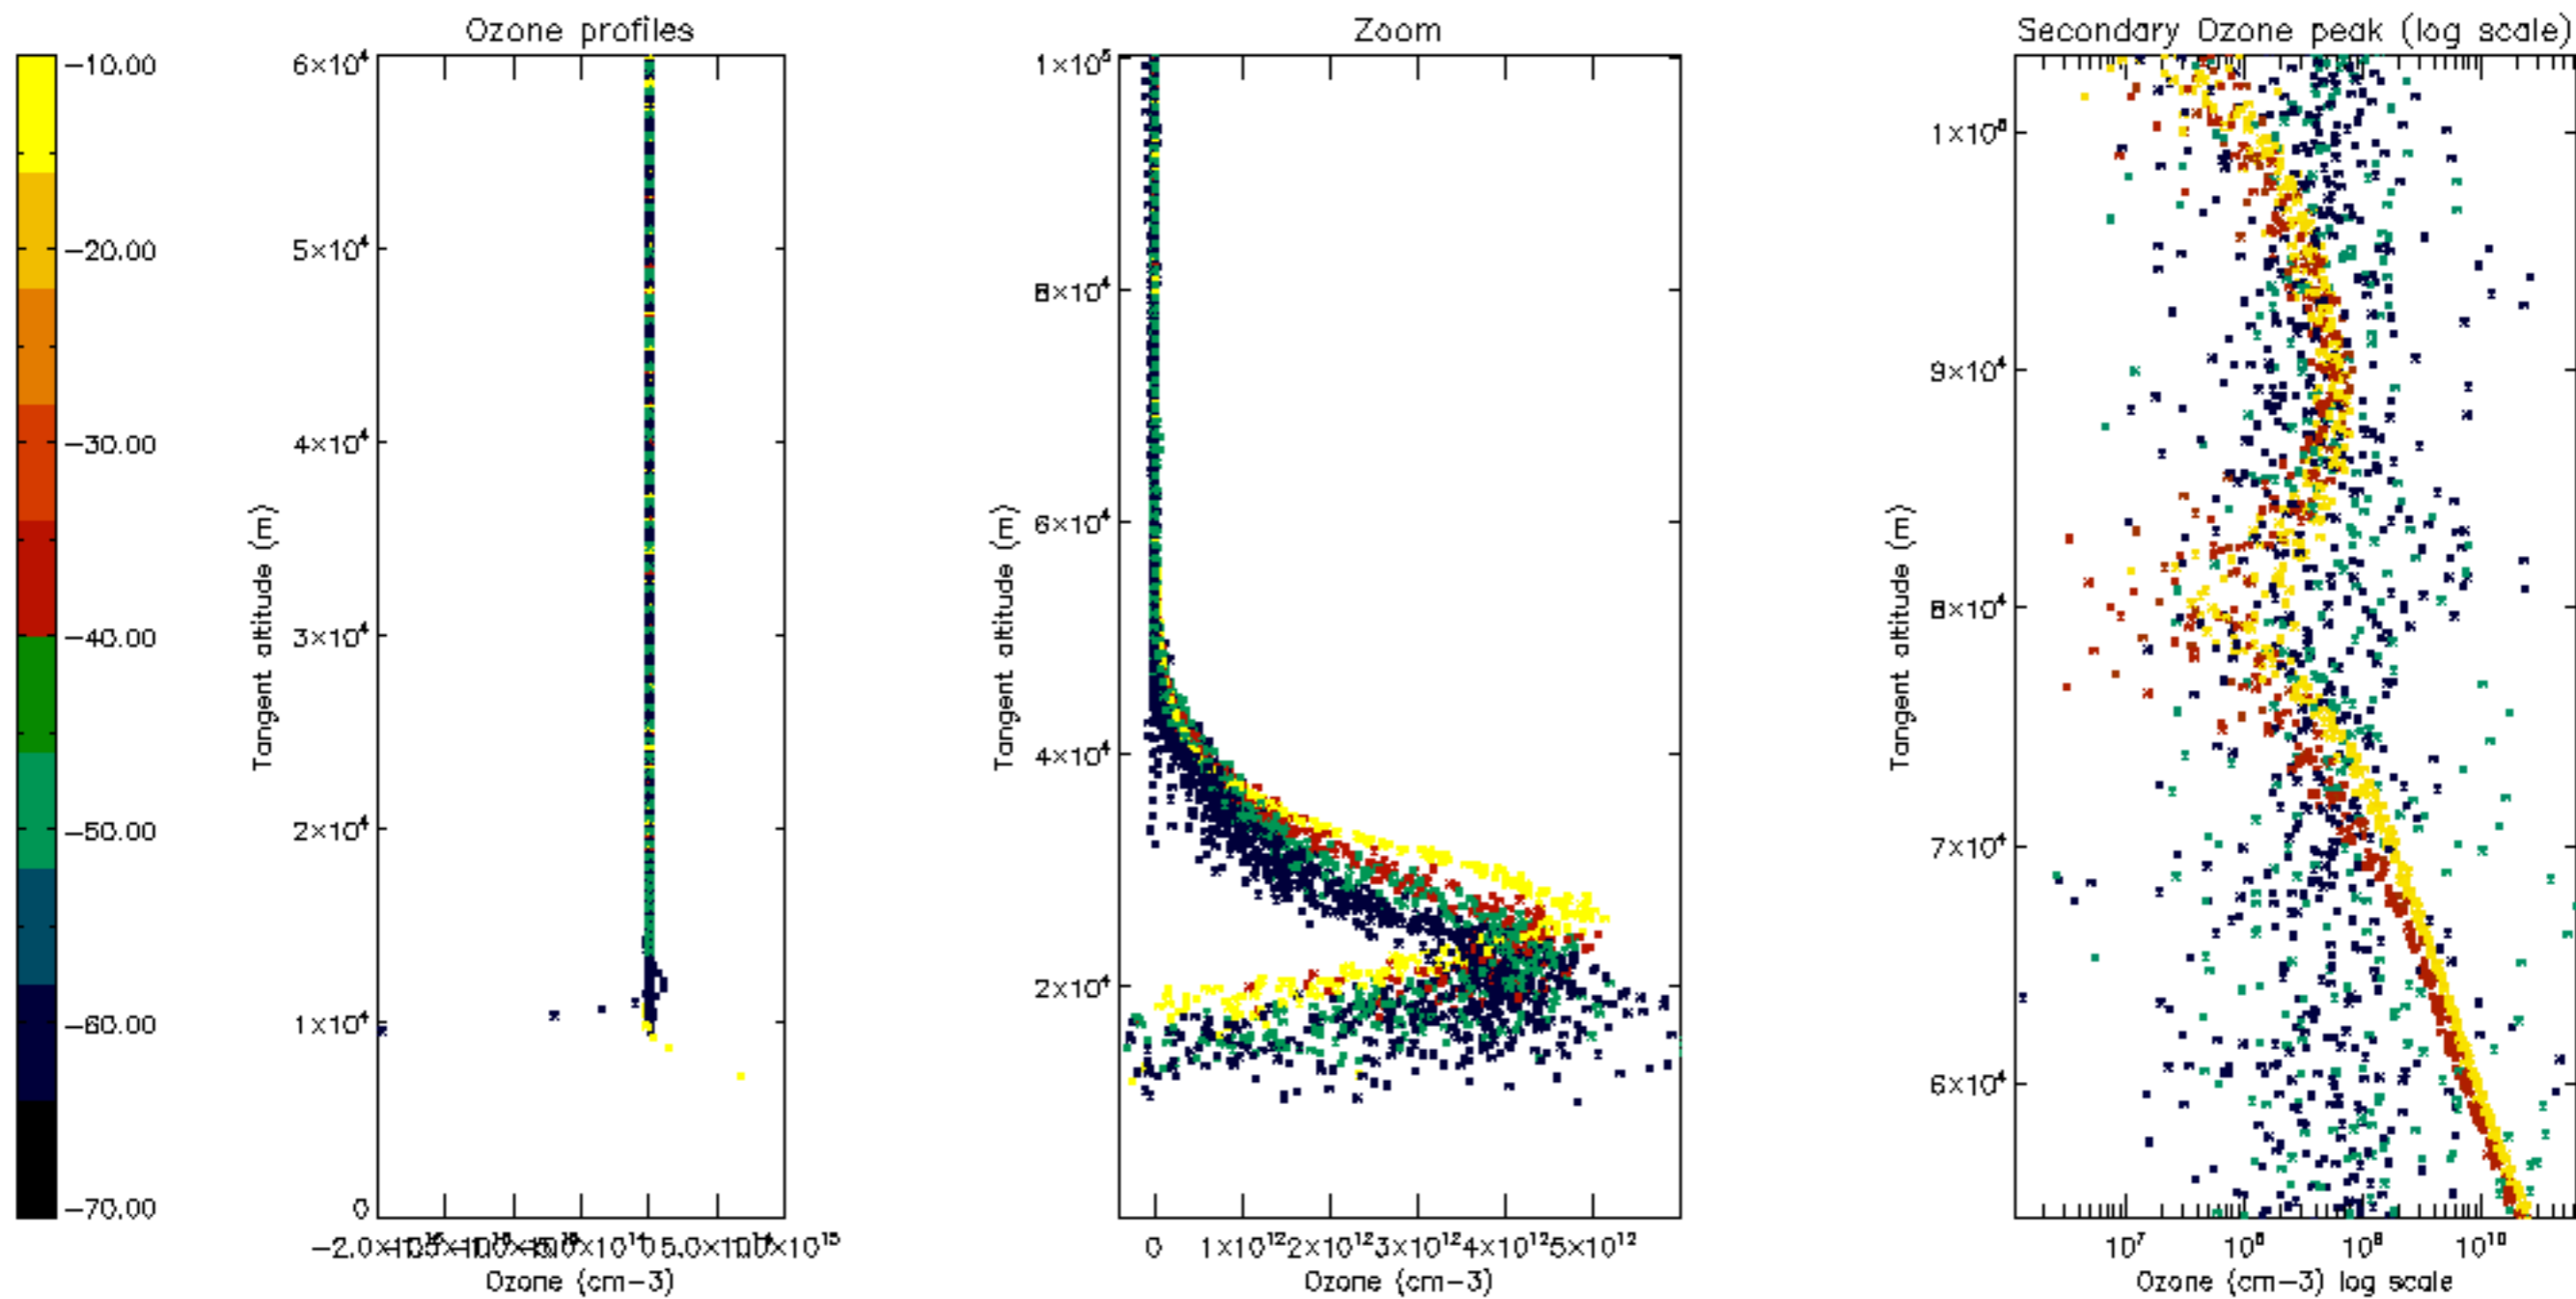 Ozone profiles
Zoom
Secondary Ozone peak (log scale)
−10.00
−20.00
−30.00
−40.00
−50.00
−60.00
−70.00
6×10⁴
5×10⁴
4×10⁴
3×10⁴
2×10⁴
1×10⁴
0
Tangent altitude (m)
Ozone (cm−3)
1×10⁵
8×10⁴
6×10⁴
4×10⁴
2×10⁴
Tangent altitude (m)
0 1×10¹² 2×10¹² 3×10¹² 4×10¹² 5×10¹²
Ozone (cm−3)
9×10⁴
8×10⁴
7×10⁴
6×10⁴
Tangent altitude (m)
10⁷ 10⁸ 10⁹ 10¹⁰
Ozone (cm−3) log scale